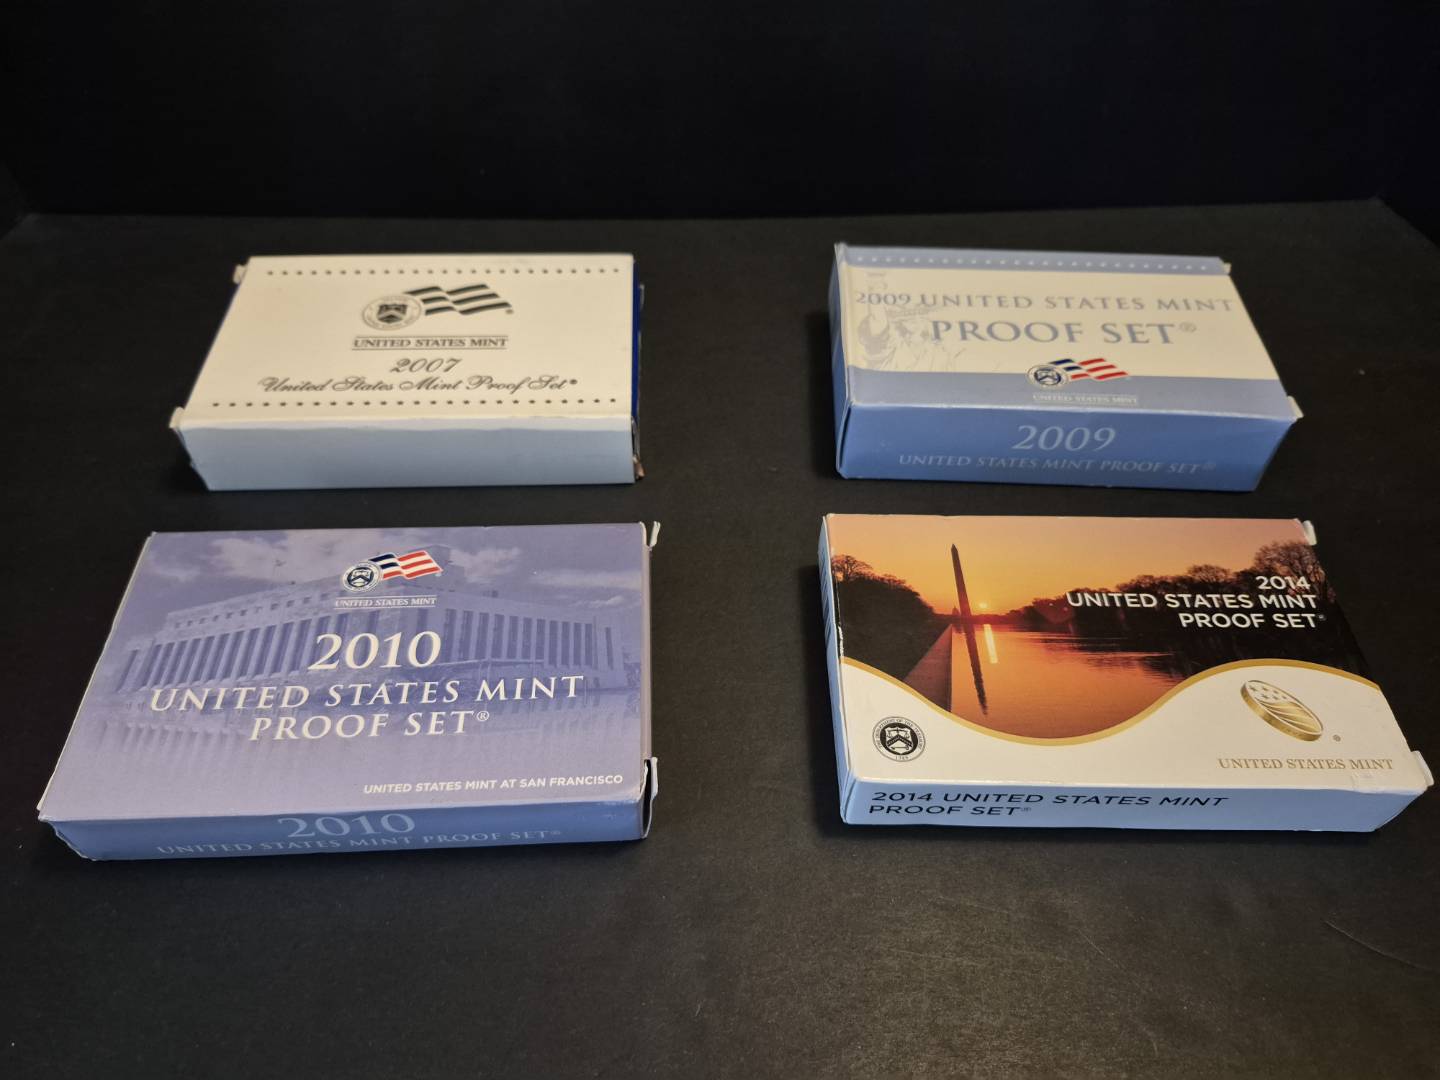 UNITED STATES MINT
2007
United States Mint Proof Set®
2009 UNITED STATES MINT
PROOF SET®
UNITED STATES MINT
2009
UNITED STATES MINT PROOF SET®
UNITED STATES MINT
2010
UNITED STATES MINT
PROOF SET®
UNITED STATES MINT AT SAN FRANCISCO
2010
UNITED STATES MINT PROOF SET®
2014
UNITED STATES MINT
PROOF SET®
1789
®
UNITED STATES MINT
2014 UNITED STATES MINT
PROOF SET®